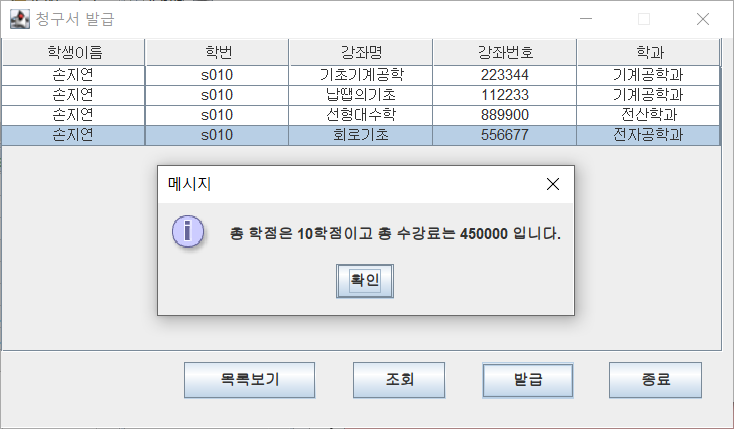 청구서 발급
학생이름 학번 강좌명 강좌번호 학과
손지연 s010 기초기계공학 223344 기계공학과
손지연 s010 납땝의기초 112233 기계공학과
손지연 s010 선형대수학 889900 전산학과
손지연 s010 회로기초 556677 전자공학과
메시지
총 학점은 10학점이고 총 수강료는 450000 입니다.
확인
목록보기 조회 발급 종료